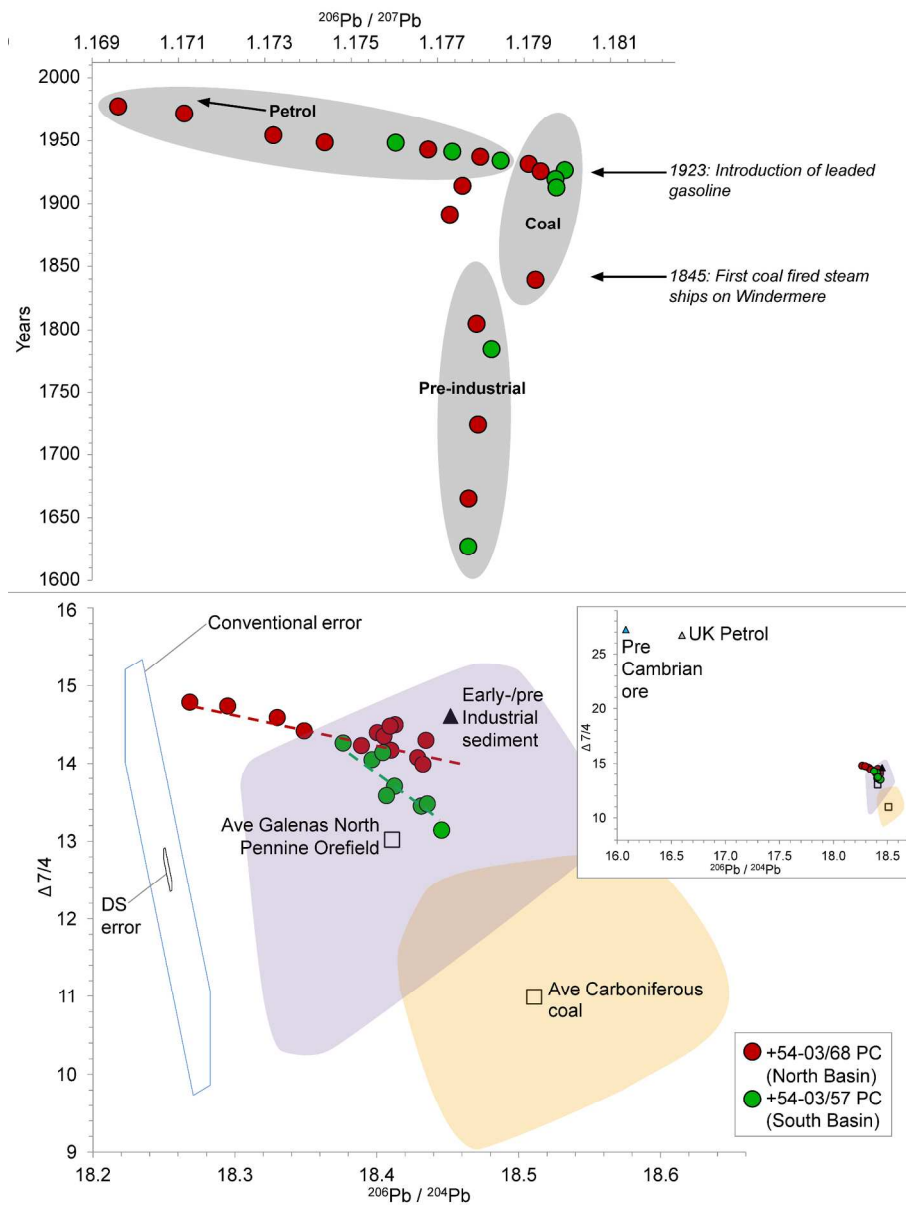 206Pb / 207Pb
1.169 1.171 1.173 1.175 1.177 1.179 1.181
Years
2000
1950
1900
1850
1800
1750
1700
1650
1600
Petrol
Coal
Pre-industrial
1923: Introduction of leaded
gasoline
1845: First coal fired steam
ships on Windermere
Δ 7/4
16
15
14
13
12
11
10
9
Conventional error
DS
error
Early-/pre
Industrial
sediment
Ave Galenas North
Pennine Orefield
Ave Carboniferous
coal
18.2 18.3 18.4 18.5 18.6
206Pb / 204Pb
Δ 7/4
25
20
15
10
Pre
Cambrian
ore
UK Petrol
16.0 16.5 17.0 17.5 18.0 18.5
206Pb / 204Pb
+54-03/68 PC
(North Basin)
+54-03/57 PC
(South Basin)